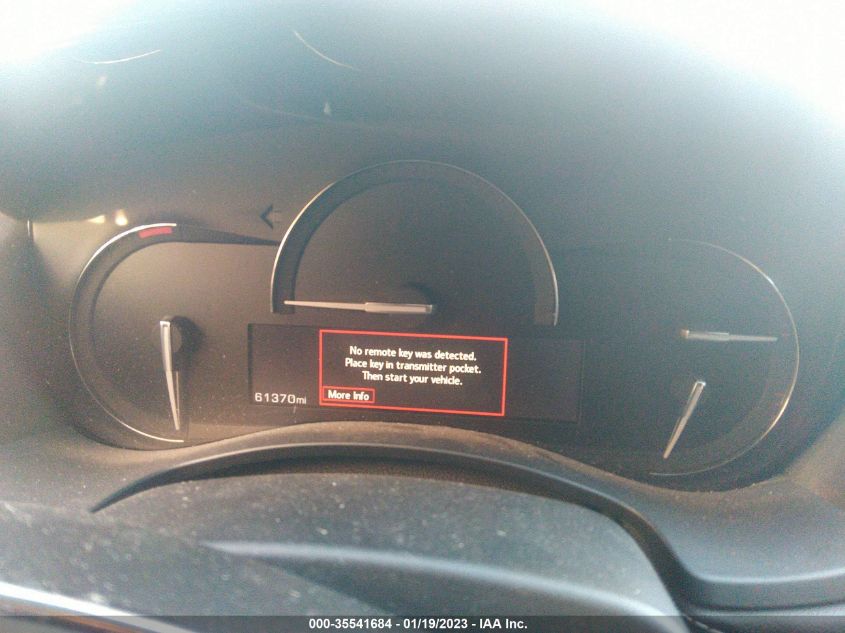 No remote key was detected.
Place key in transmitter pocket.
Then start your vehicle.
More Info
61370mi
000-35541684 - 01/19/2023 - IAA Inc.